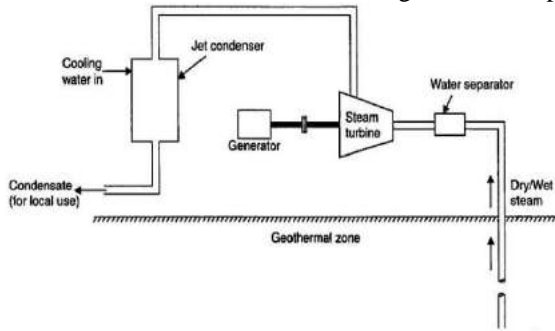 Jet condenser
Cooling
water in
Water separator
Steam
turbine
Generator
Condensate
(for local use)
Dry/Wet
steam
Geothermal zone